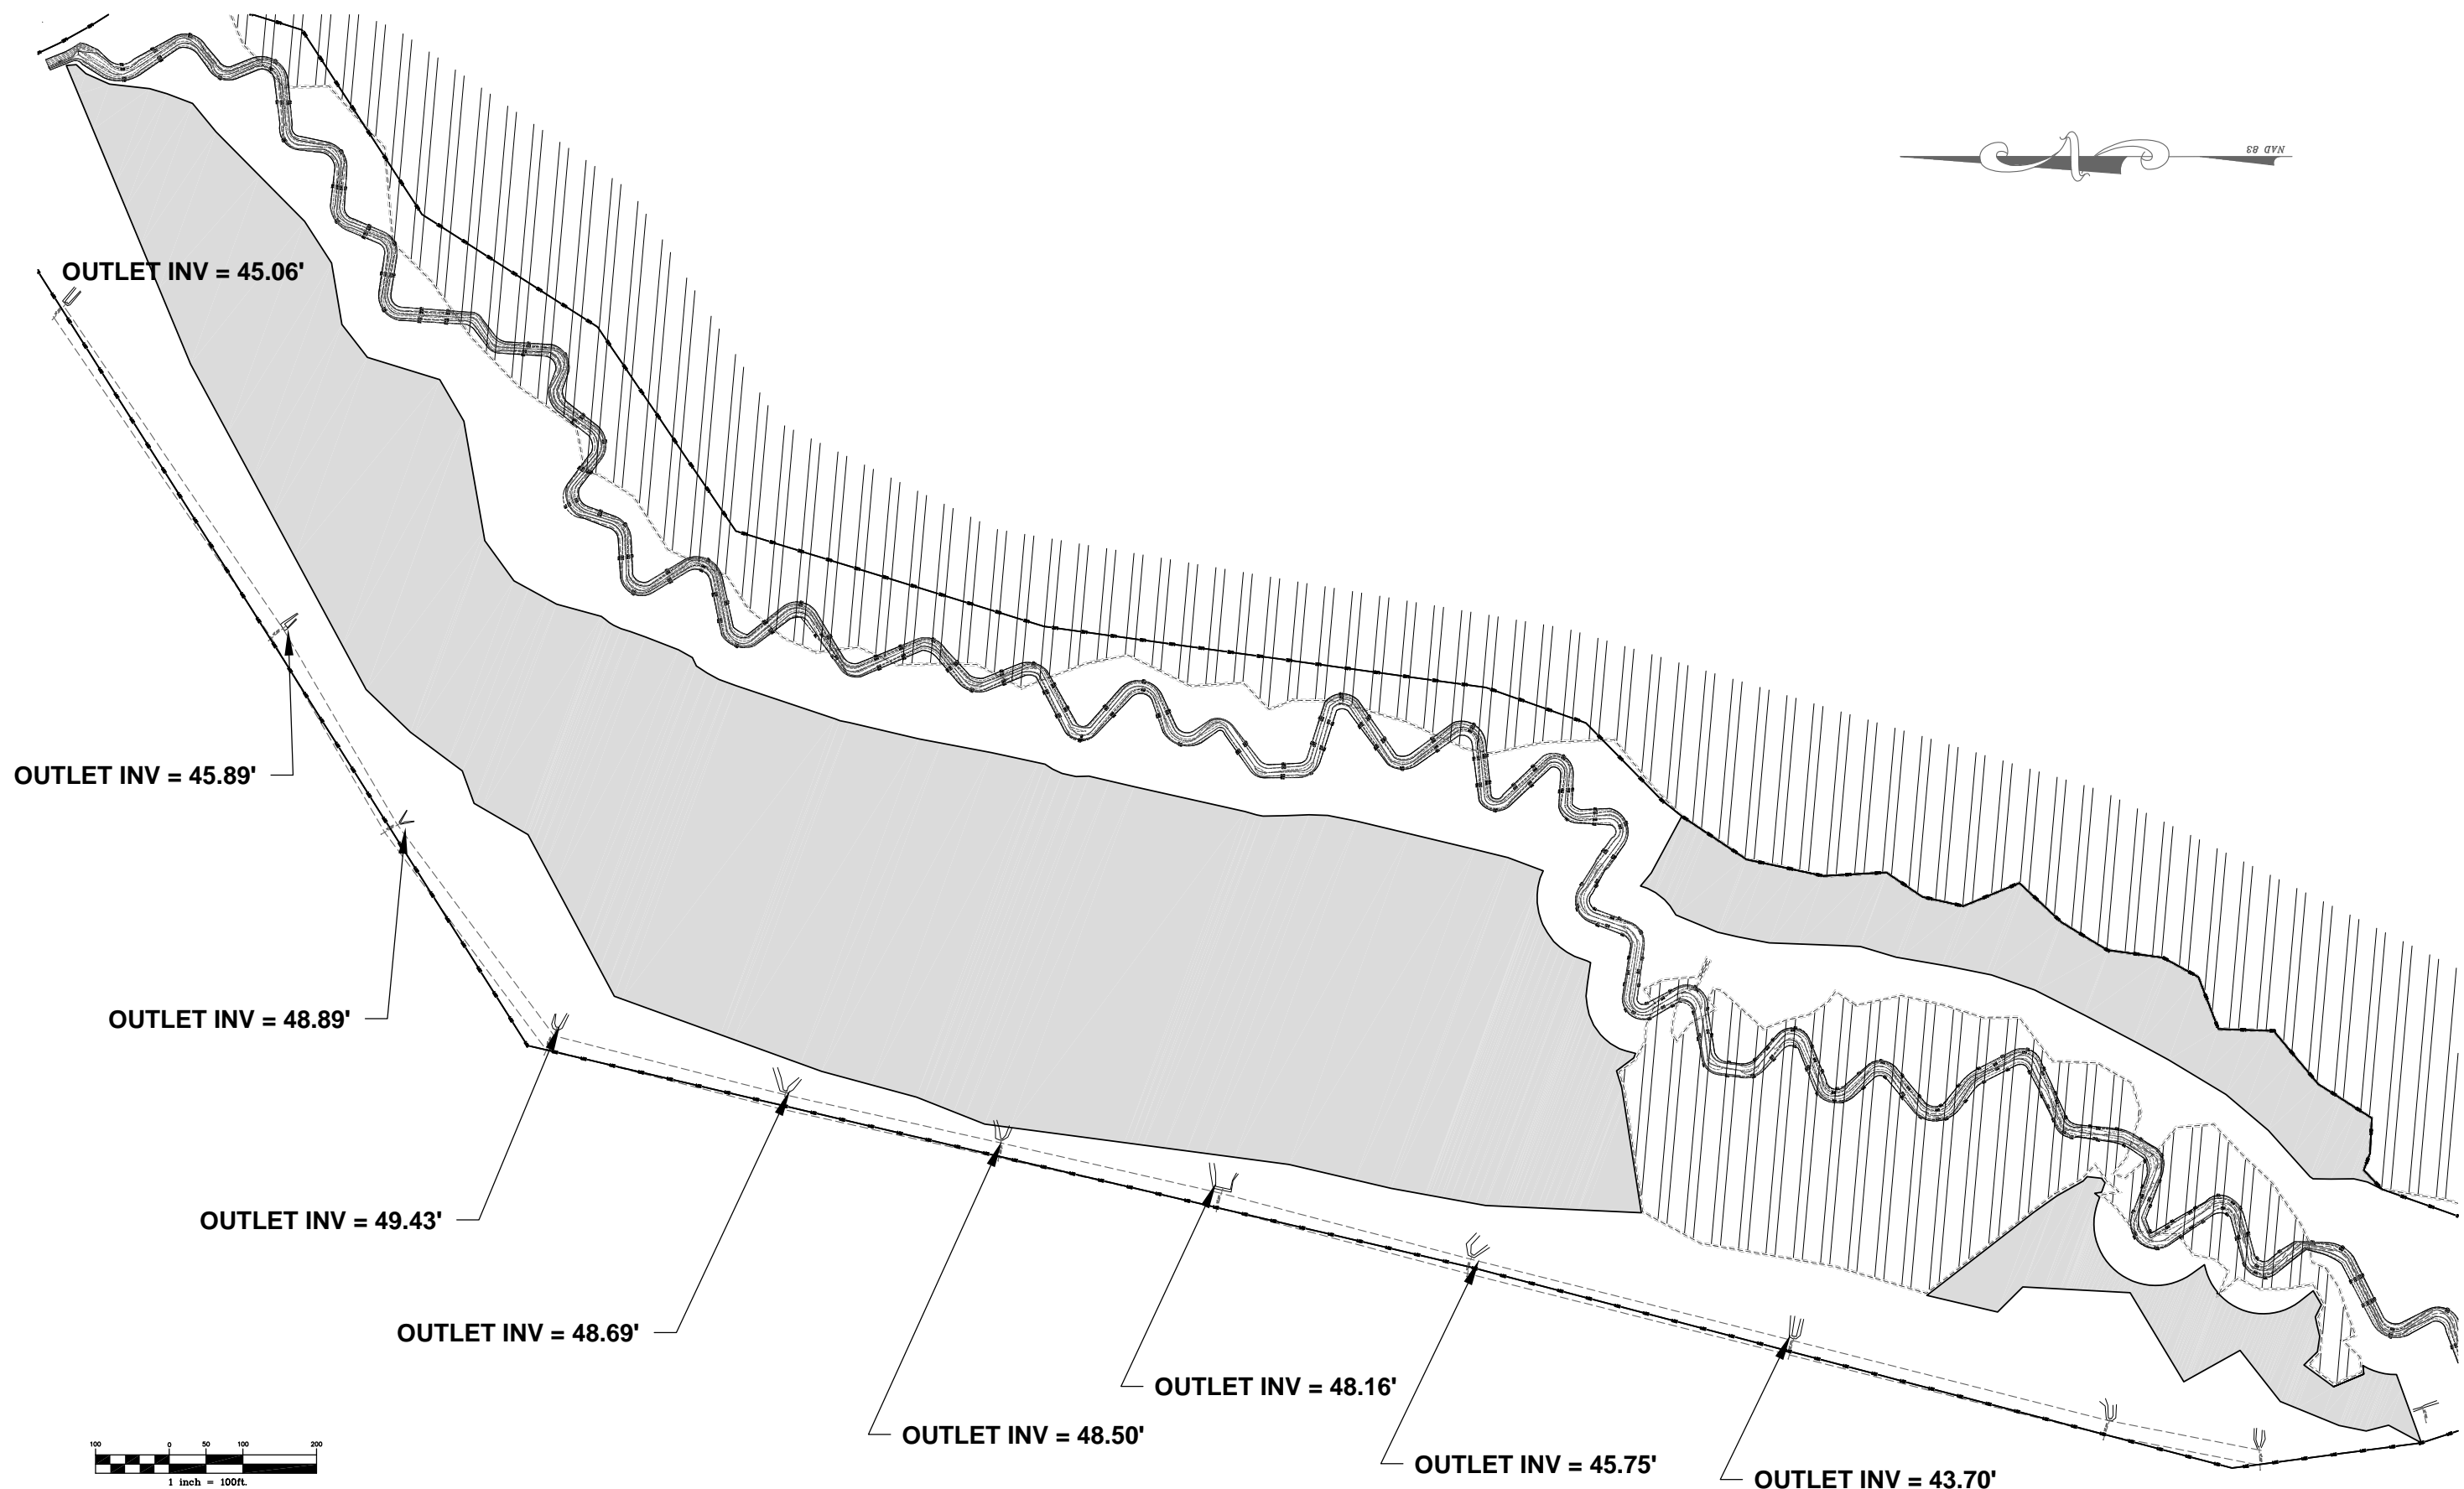 NAD 83
OUTLET INV = 45.06'
OUTLET INV = 45.89'
OUTLET INV = 48.89'
OUTLET INV = 49.43'
OUTLET INV = 48.69'
OUTLET INV = 48.16'
OUTLET INV = 48.50'
OUTLET INV = 45.75'
OUTLET INV = 43.70'
100 0 50 100 200
1 inch = 100ft.